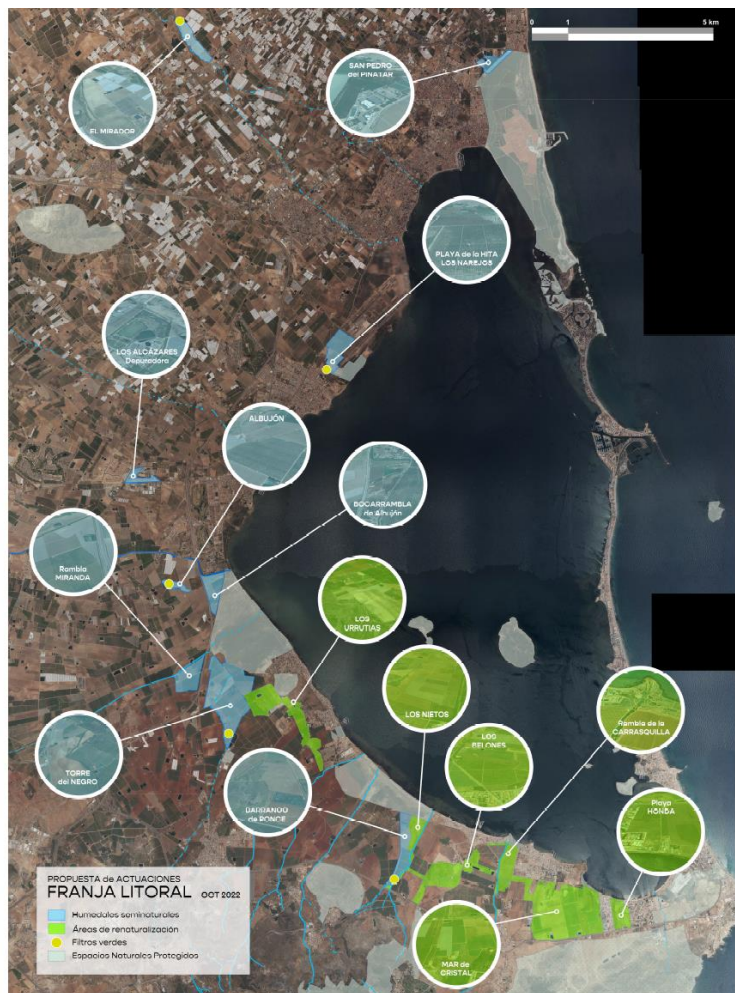 0 1 5 km
SAN PEDRO
del PINATAR
EL MIRADOR
PLAYA de la HITA
LOS NAREJOS
LOS ALCÁZARES
Depuradora
ALBUJÓN
BOCARRAMBLA
de Albujón
Rambla
MIRANDA
LOS
URRUTIAS
LOS NIETOS
Rambla de la
CARRASQUILLA
LOS
BELONES
TORRE
del NEGRO
BARRANCO
de PONCE
Playa
HONDA
MAR de
CRISTAL
PROPUESTA de ACTUACIONES
FRANJA LITORAL OCT 2022
Humedales seminaturales
Áreas de renaturalización
Filtros verdes
Espacios Naturales Protegidos